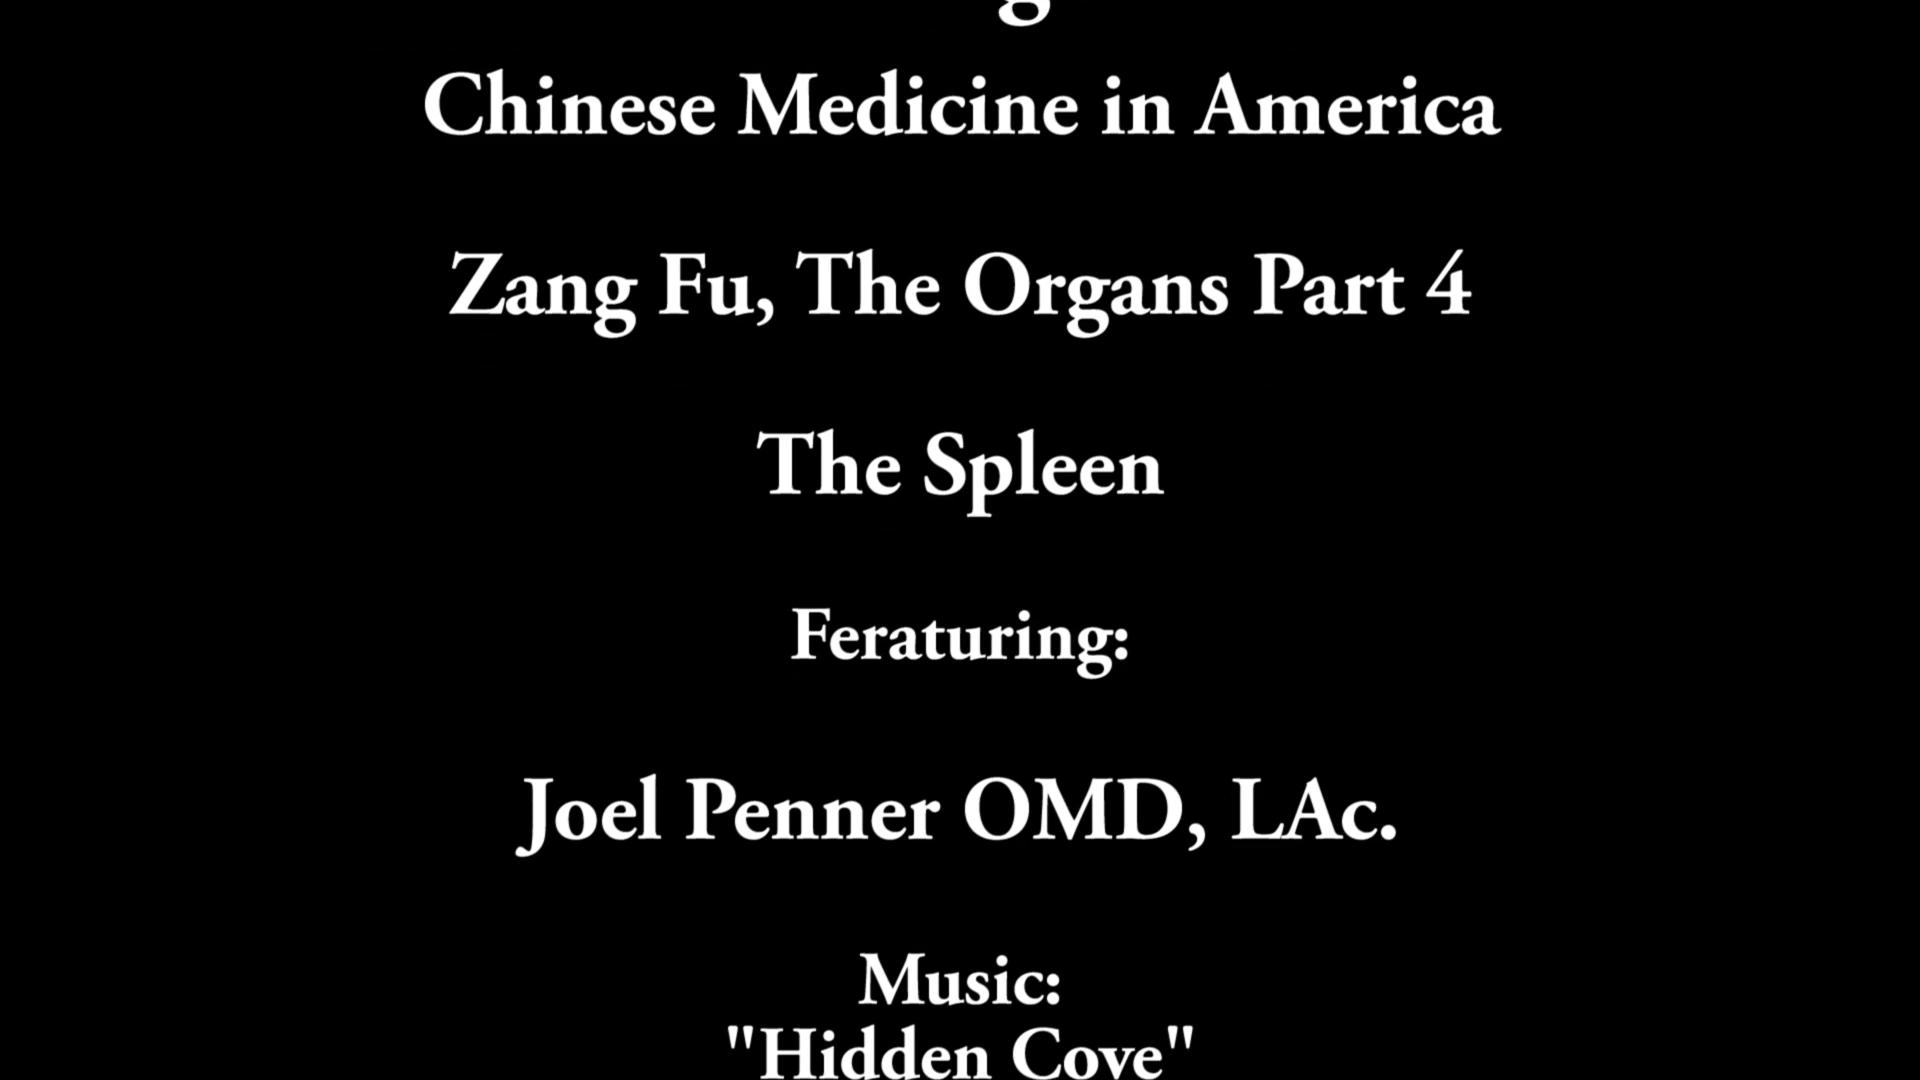 Chinese Medicine in America
Zang Fu, The Organs Part 4
The Spleen
Feraturing:
Joel Penner OMD, LAc.
Music:
"Hidden Cove"